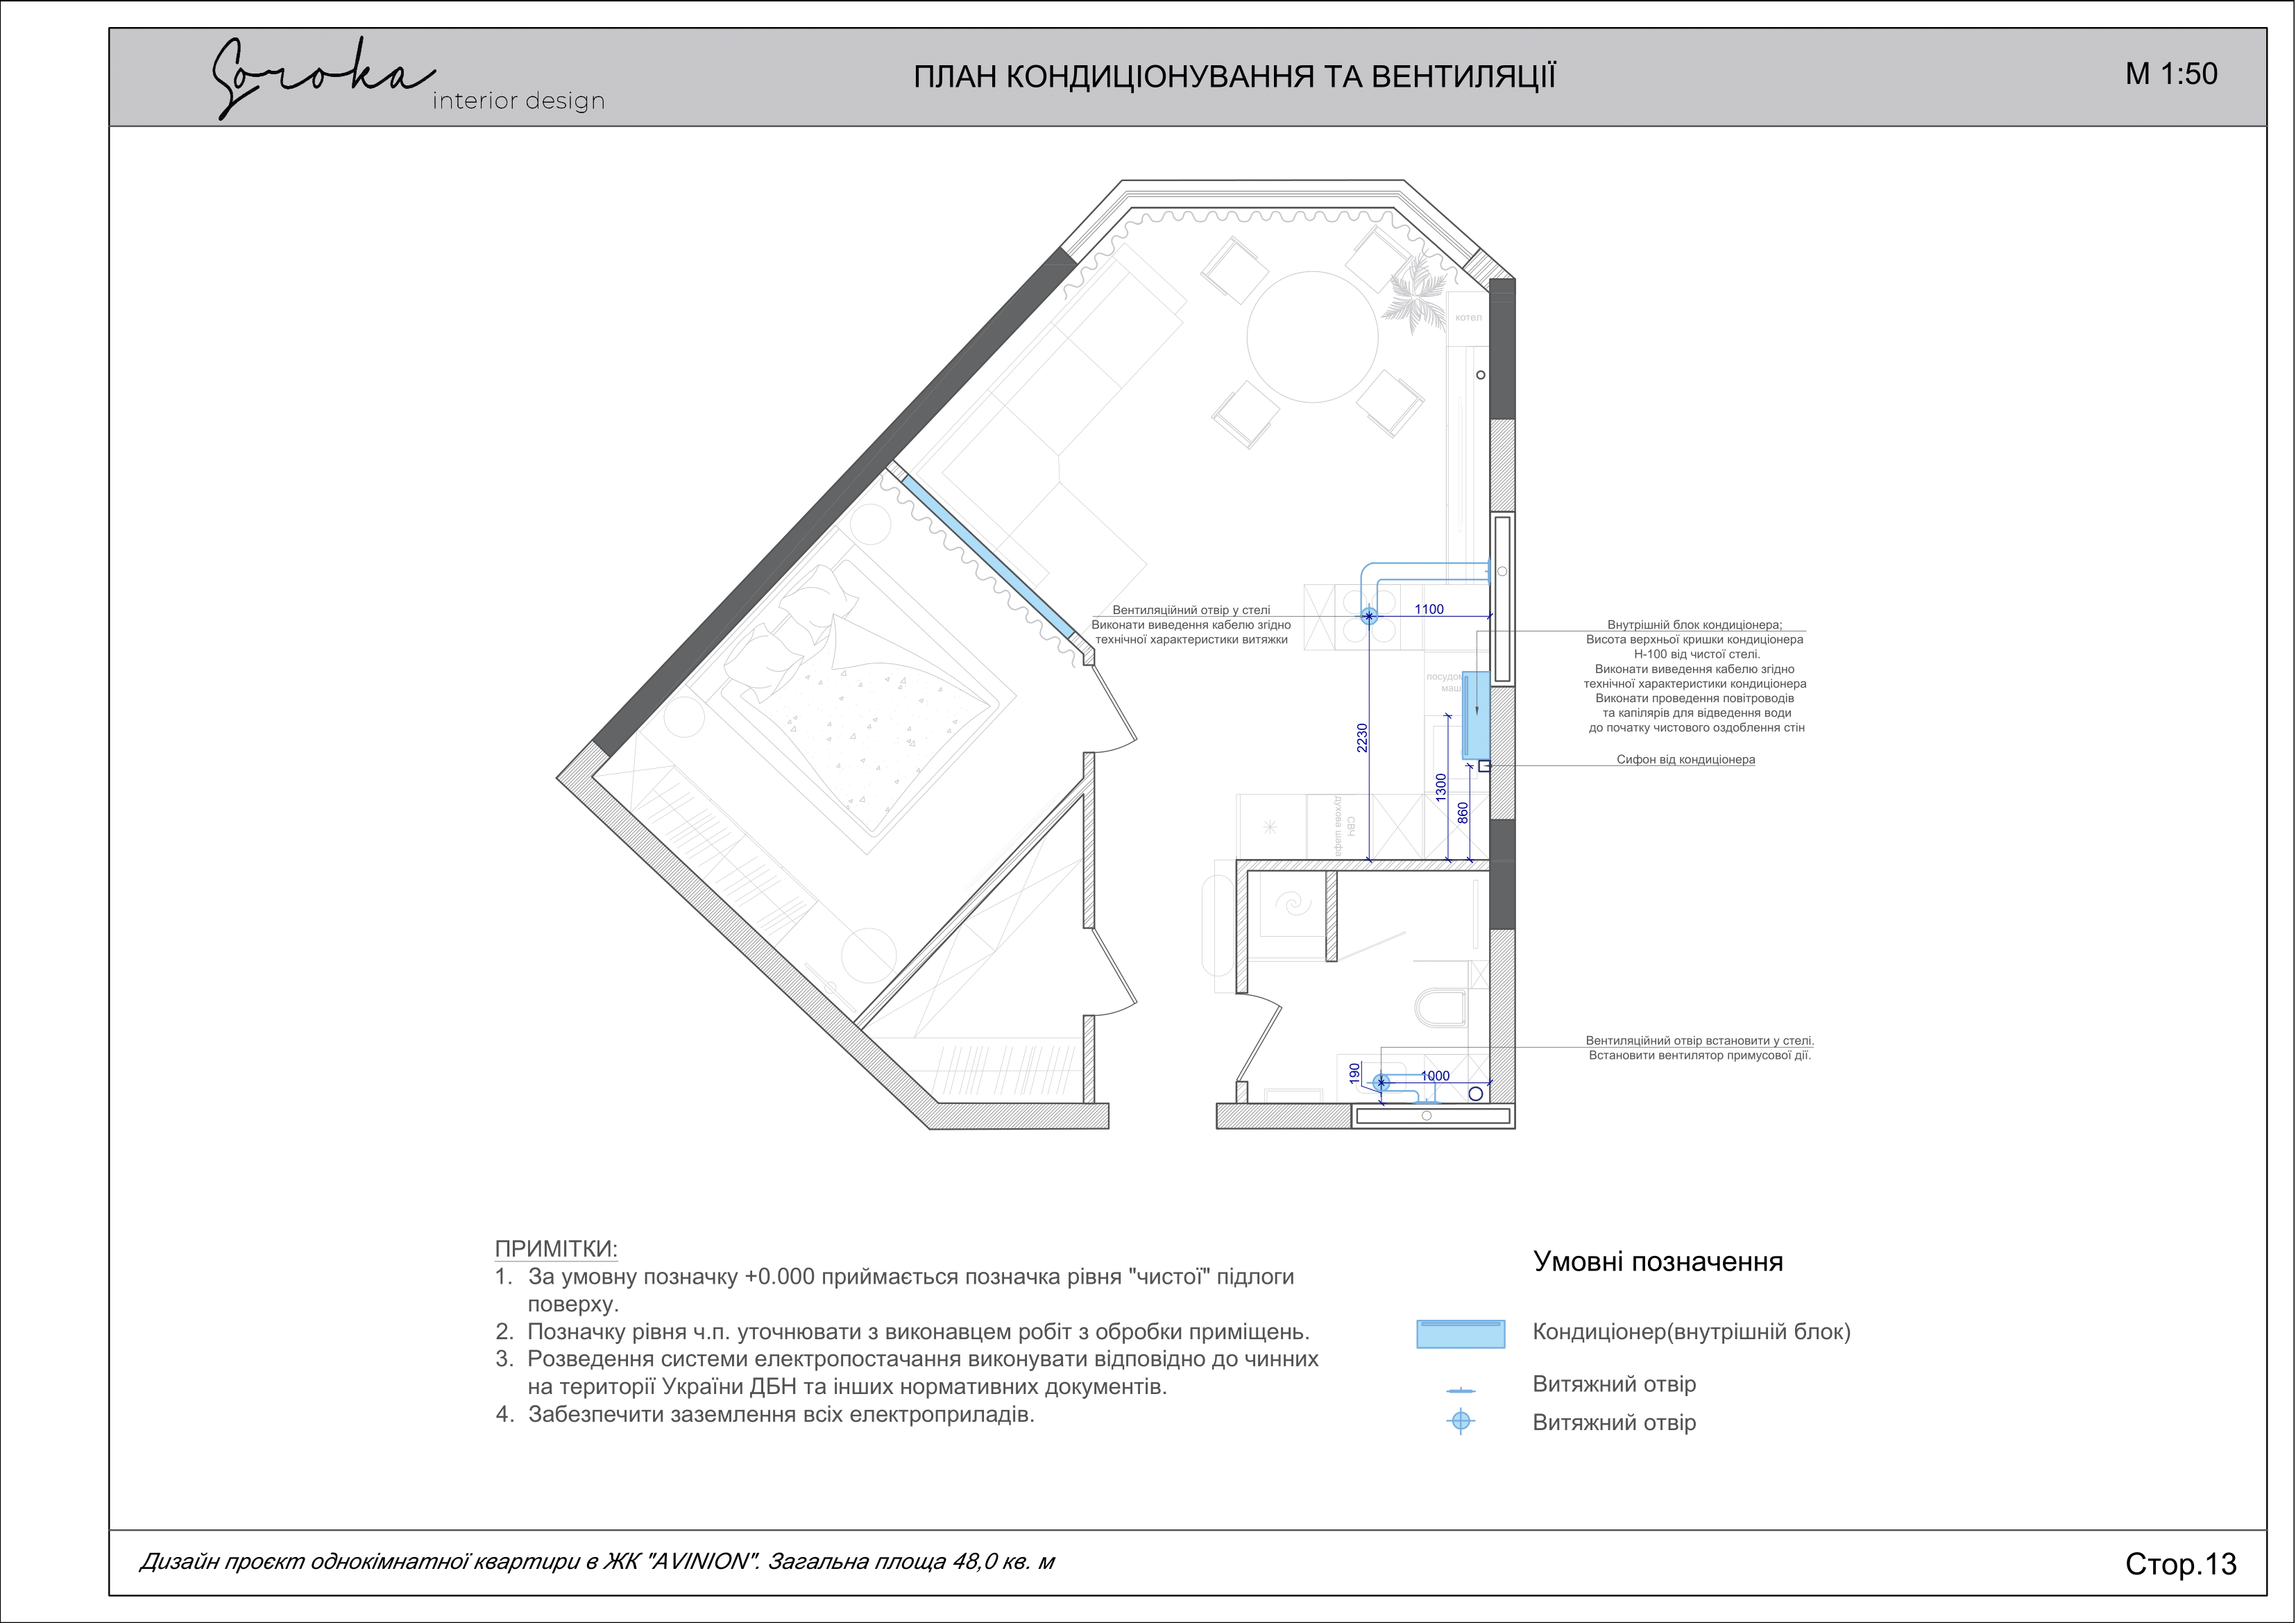 Soroka
interior design
ПЛАН КОНДИЦІОНУВАННЯ ТА ВЕНТИЛЯЦІЇ
М 1:50
котел
Вентиляційний отвір у стелі
Виконати виведення кабелю згідно
технічної характеристики витяжки
1100
Внутрішній блок кондиціонера;
Висота верхньої кришки кондиціонера
Н-100 від чистої стелі.
Виконати виведення кабелю згідно
технічної характеристики кондиціонера
Виконати проведення повітроводів
та капілярів для відведення води
до початку чистового оздоблення стін
посудом
маш
2230
1300
860
Сифон від кондиціонера
духова шафа
СВЧ
Вентиляційний отвір встановити у стелі.
Встановити вентилятор примусової дії.
190
1000
ПРИМІТКИ:
1. За умовну позначку +0.000 приймається позначка рівня "чистої" підлоги
поверху.
2. Позначку рівня ч.п. уточнювати з виконавцем робіт з обробки приміщень.
3. Розведення системи електропостачання виконувати відповідно до чинних
на території України ДБН та інших нормативних документів.
4. Забезпечити заземлення всіх електроприладів.
Умовні позначення
Кондиціонер(внутрішній блок)
Витяжний отвір
Витяжний отвір
Дизайн проєкт однокімнатної квартири в ЖК "AVINION". Загальна площа 48,0 кв. м
Стор.13